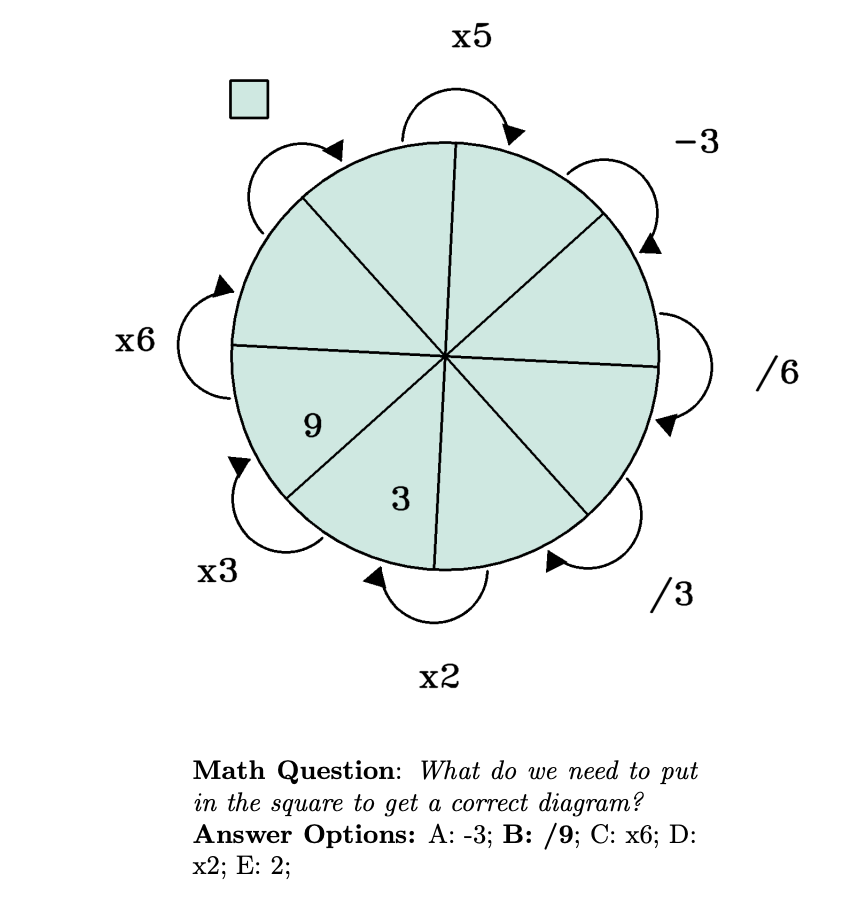 x5
−3
x6
/6
9
3
x3
/3
x2
Math Question: What do we need to put
in the square to get a correct diagram?
Answer Options: A: -3; B: /9; C: x6; D:
x2; E: 2;